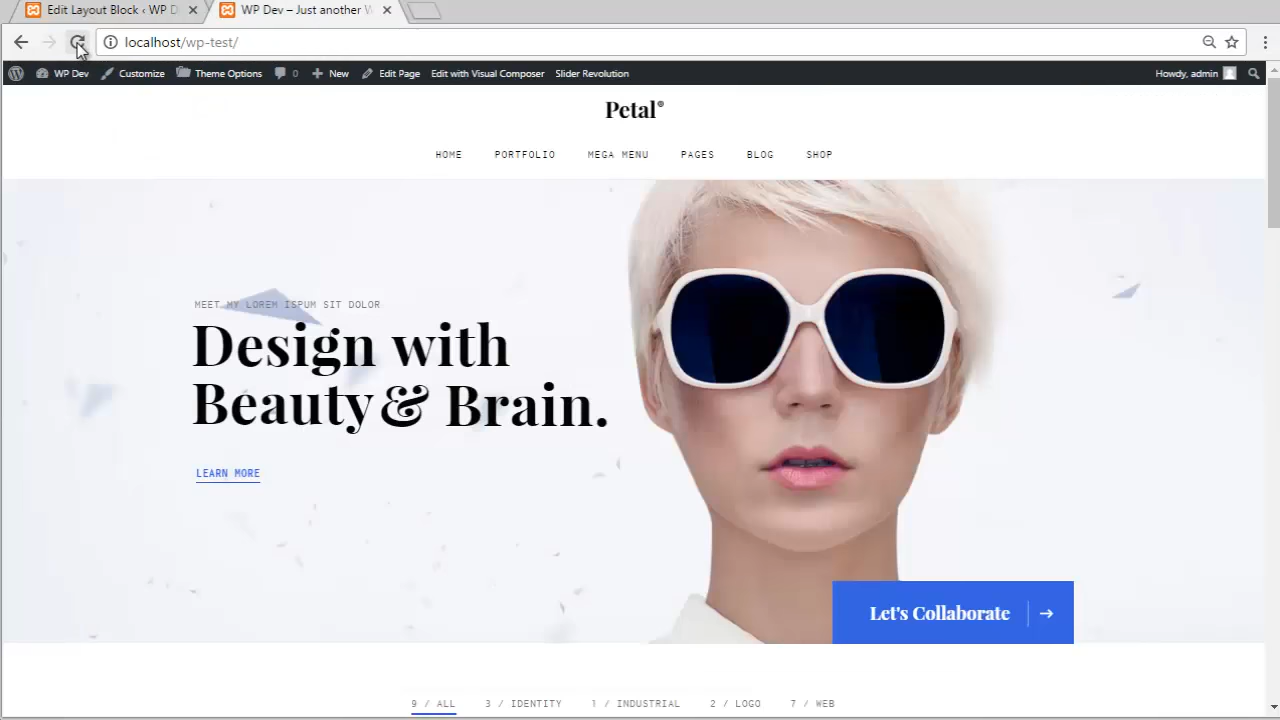 Edit Layout Block ‹ WP D
WP Dev – Just another W
localhost/wp-test/
WP Dev Customize Theme Options 0 New Edit Page Edit with Visual Composer Slider Revolution Howdy, admin
Petal®
HOME PORTFOLIO MEGA MENU PAGES BLOG SHOP
MEET MY LOREM ISPUM SIT DOLOR
Design with
Beauty & Brain.
LEARN MORE
Let's Collaborate →
9 / ALL 3 / IDENTITY 1 / INDUSTRIAL 2 / LOGO 7 / WEB